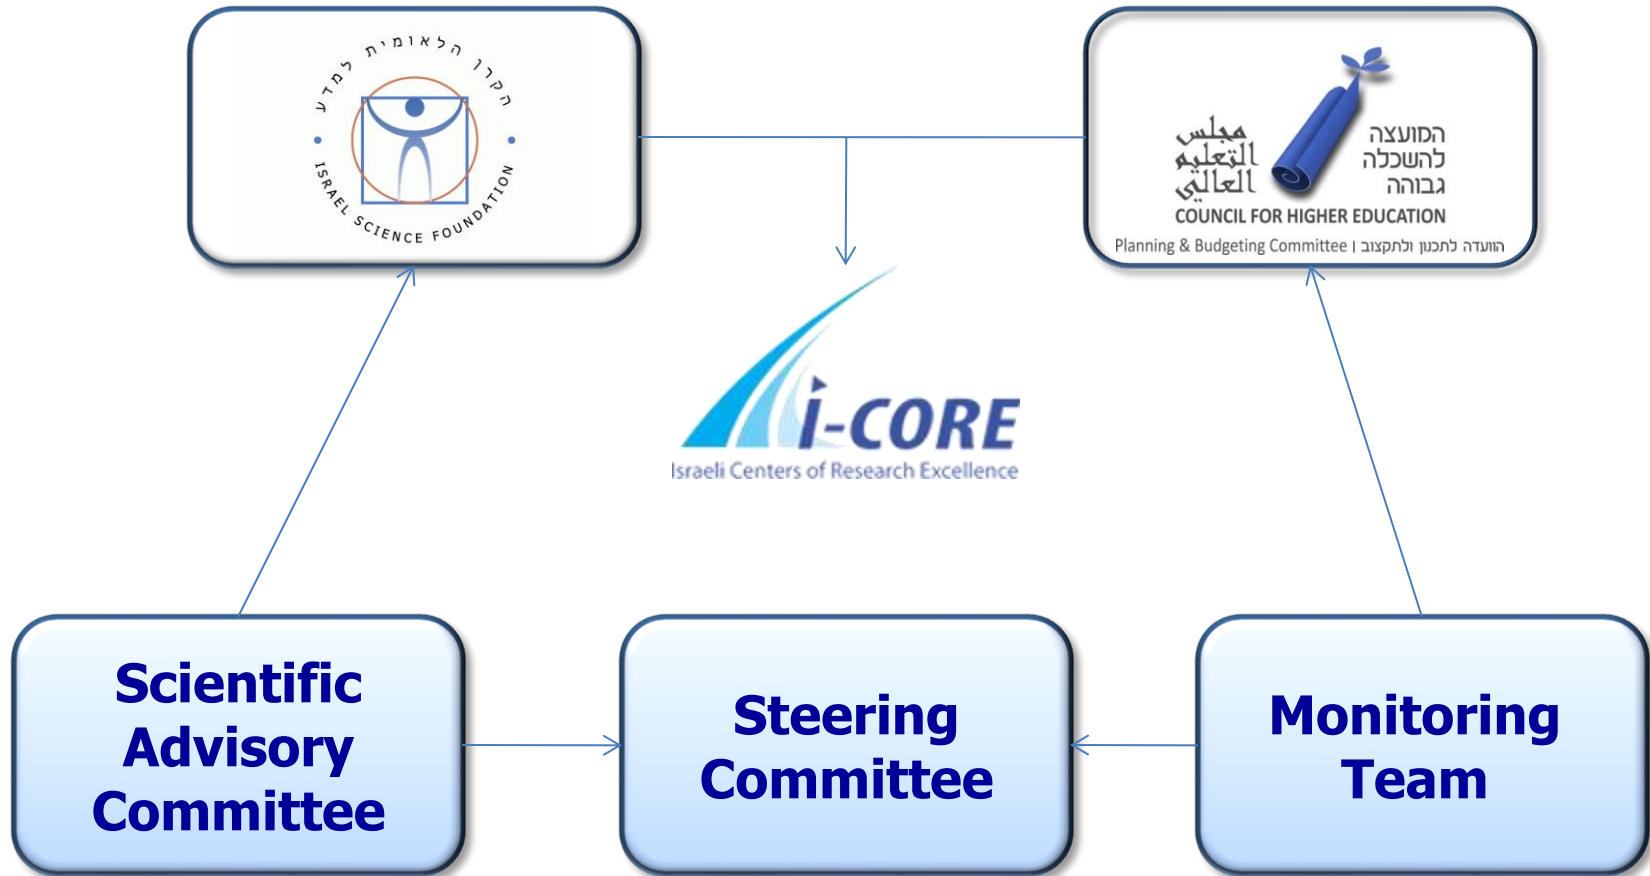 הקרן הלאומית למדע
ISRAEL SCIENCE FOUNDATION
مجلس
التعليم
العالي
המועצה
להשכלה
גבוהה
COUNCIL FOR HIGHER EDUCATION
Planning & Budgeting Committee | הוועדה לתכנון ולתקצוב
i-CORE
Israeli Centers of Research Excellence
Scientific
Advisory
Committee
Steering
Committee
Monitoring
Team